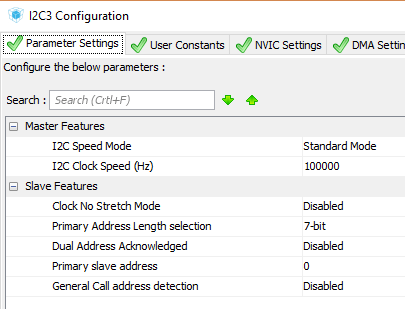 I2C3 Configuration
Parameter Settings User Constants NVIC Settings DMA Settin
Configure the below parameters :
Search : Search (Crtl+F)
Master Features
I2C Speed Mode Standard Mode
I2C Clock Speed (Hz) 100000
Slave Features
Clock No Stretch Mode Disabled
Primary Address Length selection 7-bit
Dual Address Acknowledged Disabled
Primary slave address 0
General Call address detection Disabled